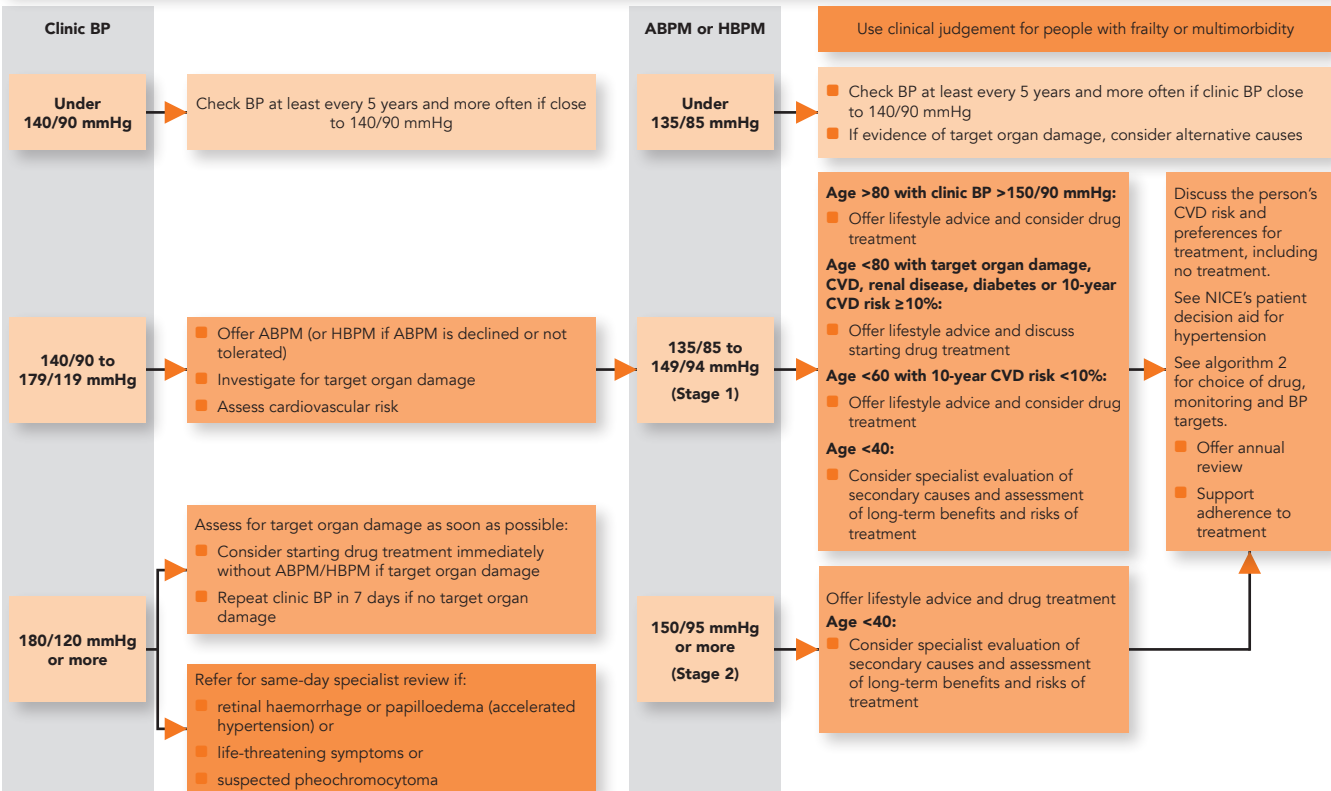 Clinic BP
Under
140/90 mmHg
Check BP at least every 5 years and more often if close
to 140/90 mmHg
140/90 to
179/119 mmHg
Offer ABPM (or HBPM if ABPM is declined or not
tolerated)
Investigate for target organ damage
Assess cardiovascular risk
180/120 mmHg
or more
Assess for target organ damage as soon as possible:
Consider starting drug treatment immediately
without ABPM/HBPM if target organ damage
Repeat clinic BP in 7 days if no target organ
damage
Refer for same-day specialist review if:
retinal haemorrhage or papilloedema (accelerated
hypertension) or
life-threatening symptoms or
suspected pheochromocytoma
ABPM or HBPM
Use clinical judgement for people with frailty or multimorbidity
Under
135/85 mmHg
Check BP at least every 5 years and more often if clinic BP close
to 140/90 mmHg
If evidence of target organ damage, consider alternative causes
135/85 to
149/94 mmHg
(Stage 1)
Age >80 with clinic BP >150/90 mmHg:
Offer lifestyle advice and consider drug
treatment
Age <80 with target organ damage,
CVD, renal disease, diabetes or 10-year
CVD risk ≥10%:
Offer lifestyle advice and discuss
starting drug treatment
Age <60 with 10-year CVD risk <10%:
Offer lifestyle advice and consider drug
treatment
Age <40:
Consider specialist evaluation of
secondary causes and assessment
of long-term benefits and risks of
treatment
Discuss the person's
CVD risk and
preferences for
treatment, including
no treatment.
See NICE's patient
decision aid for
hypertension
See algorithm 2
for choice of drug,
monitoring and BP
targets.
Offer annual
review
Support
adherence to
treatment
150/95 mmHg
or more
(Stage 2)
Offer lifestyle advice and drug treatment
Age <40:
Consider specialist evaluation of
secondary causes and assessment
of long-term benefits and risks of
treatment